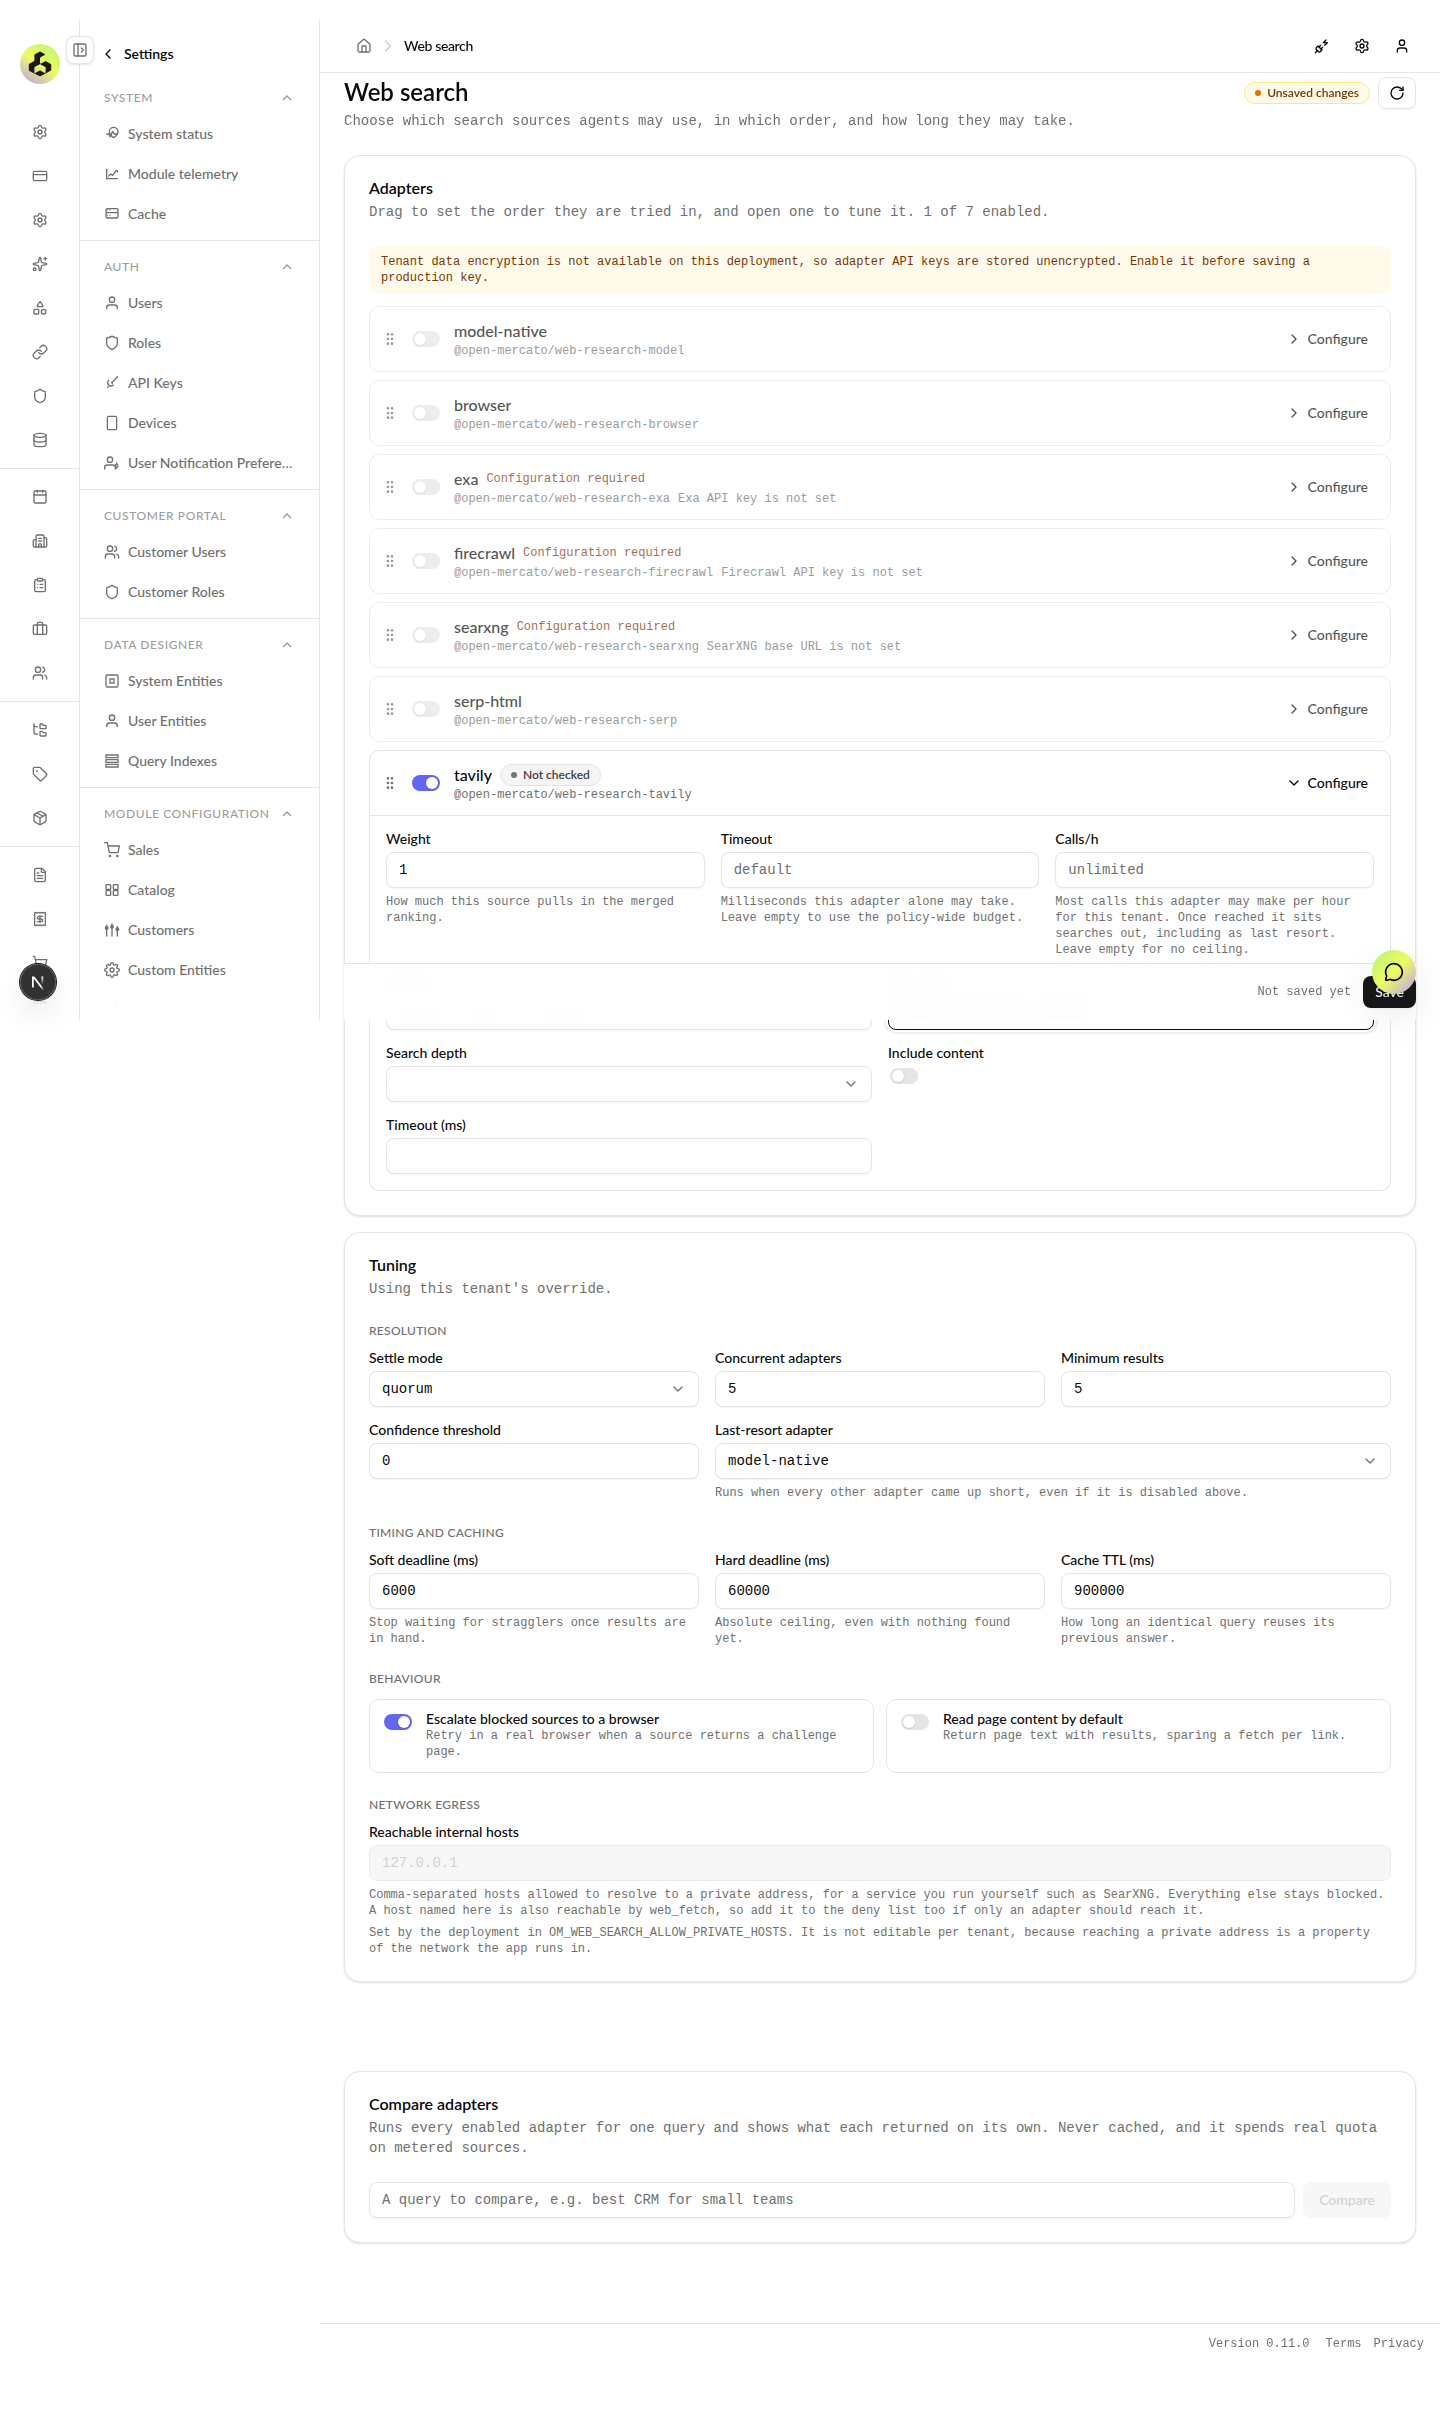 Settings
SYSTEM
System status
Module telemetry
Cache
AUTH
Users
Roles
API Keys
Devices
User Notification Prefere...
CUSTOMER PORTAL
Customer Users
Customer Roles
DATA DESIGNER
System Entities
User Entities
Query Indexes
MODULE CONFIGURATION
Sales
Catalog
Customers
Custom Entities
N
Web search
Web search
Unsaved changes
Choose which search sources agents may use, in which order, and how long they may take.
Adapters
Drag to set the order they are tried in, and open one to tune it. 1 of 7 enabled.
Tenant data encryption is not available on this deployment, so adapter API keys are stored unencrypted. Enable it before saving a
production key.
model-native
@open-mercato/web-research-model
Configure
browser
@open-mercato/web-research-browser
Configure
exa Configuration required
@open-mercato/web-research-exa Exa API key is not set
Configure
firecrawl Configuration required
@open-mercato/web-research-firecrawl Firecrawl API key is not set
Configure
searxng Configuration required
@open-mercato/web-research-searxng SearXNG base URL is not set
Configure
serp-html
@open-mercato/web-research-serp
Configure
tavily Not checked
@open-mercato/web-research-tavily
Configure
Weight
1
How much this source pulls in the merged
ranking.
Timeout
default
Milliseconds this adapter alone may take.
Leave empty to use the policy-wide budget.
Calls/h
unlimited
Most calls this adapter may make per hour
for this tenant. Once reached it sits
searches out, including as last resort.
Leave empty for no ceiling.
Not saved yet
Save
Search depth
Include content
Timeout (ms)
Tuning
Using this tenant's override.
RESOLUTION
Settle mode
quorum
Concurrent adapters
5
Minimum results
5
Confidence threshold
0
Last-resort adapter
model-native
Runs when every other adapter came up short, even if it is disabled above.
TIMING AND CACHING
Soft deadline (ms)
6000
Stop waiting for stragglers once results are
in hand.
Hard deadline (ms)
60000
Absolute ceiling, even with nothing found
yet.
Cache TTL (ms)
900000
How long an identical query reuses its
previous answer.
BEHAVIOUR
Escalate blocked sources to a browser
Retry in a real browser when a source returns a challenge
page.
Read page content by default
Return page text with results, sparing a fetch per link.
NETWORK EGRESS
Reachable internal hosts
127.0.0.1
Comma-separated hosts allowed to resolve to a private address, for a service you run yourself such as SearXNG. Everything else stays blocked.
A host named here is also reachable by web_fetch, so add it to the deny list too if only an adapter should reach it.
Set by the deployment in OM_WEB_SEARCH_ALLOW_PRIVATE_HOSTS. It is not editable per tenant, because reaching a private address is a property
of the network the app runs in.
Compare adapters
Runs every enabled adapter for one query and shows what each returned on its own. Never cached, and it spends real quota
on metered sources.
A query to compare, e.g. best CRM for small teams
Compare
Version 0.11.0 Terms Privacy